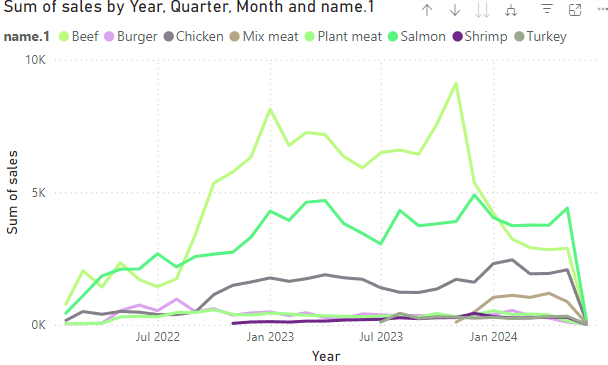 Sum of sales by Year, Quarter, Month and name.1
name.1 Beef Burger Chicken Mix meat Plant meat Salmon Shrimp Turkey
10K
5K
0K
Sum of sales
Jul 2022 Jan 2023 Jul 2023 Jan 2024
Year